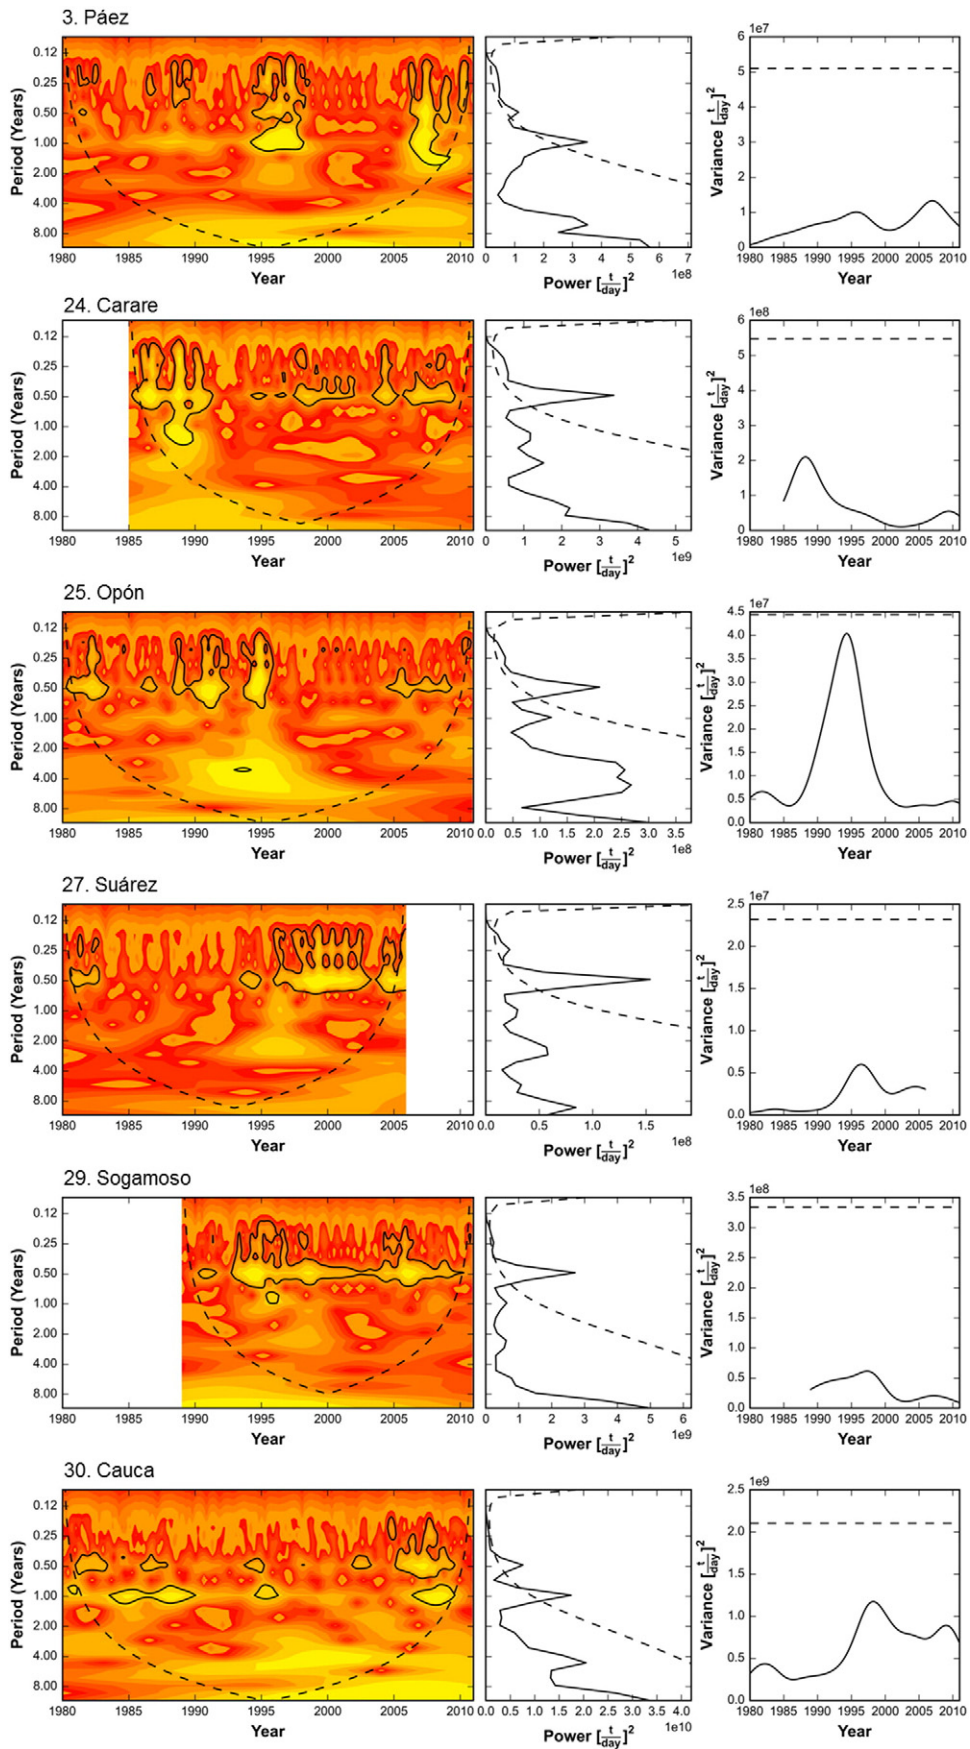 3. Páez
Period (Years)
0.12
0.25
0.50
1.00
2.00
4.00
8.00
1980 1985 1990 1995 2000 2005 2010
Year
0 1 2 3 4 5 6 7
1e8
Power [t/day]²
1e7
Variance [t/day]²
6
5
4
3
2
1
0
1980 1985 1990 1995 2000 2005 2010
Year
24. Carare
Period (Years)
0.12
0.25
0.50
1.00
2.00
4.00
8.00
1980 1985 1990 1995 2000 2005 2010
Year
0 1 2 3 4 5
1e9
Power [t/day]²
1e8
Variance [t/day]²
6
5
4
3
2
1
0
1980 1985 1990 1995 2000 2005 2010
Year
25. Opón
Period (Years)
0.12
0.25
0.50
1.00
2.00
4.00
8.00
1980 1985 1990 1995 2000 2005 2010
Year
0.0 0.5 1.0 1.5 2.0 2.5 3.0 3.5
1e8
Power [t/day]²
1e7
Variance [t/day]²
4.5
4.0
3.5
3.0
2.5
2.0
1.5
1.0
0.5
0.0
1980 1985 1990 1995 2000 2005 2010
Year
27. Suárez
Period (Years)
0.12
0.25
0.50
1.00
2.00
4.00
8.00
1980 1985 1990 1995 2000 2005 2010
Year
0.0 0.5 1.0 1.5
1e8
Power [t/day]²
1e7
Variance [t/day]²
2.5
2.0
1.5
1.0
0.5
0.0
1980 1985 1990 1995 2000 2005 2010
Year
29. Sogamoso
Period (Years)
0.12
0.25
0.50
1.00
2.00
4.00
8.00
1980 1985 1990 1995 2000 2005 2010
Year
0 1 2 3 4 5 6
1e9
Power [t/day]²
1e8
Variance [t/day]²
3.5
3.0
2.5
2.0
1.5
1.0
0.5
0.0
1980 1985 1990 1995 2000 2005 2010
Year
30. Cauca
Period (Years)
0.12
0.25
0.50
1.00
2.00
4.00
8.00
1980 1985 1990 1995 2000 2005 2010
Year
0.0 0.5 1.0 1.5 2.0 2.5 3.0 3.5 4.0
1e10
Power [t/day]²
1e9
Variance [t/day]²
2.5
2.0
1.5
1.0
0.5
0.0
1980 1985 1990 1995 2000 2005 2010
Year